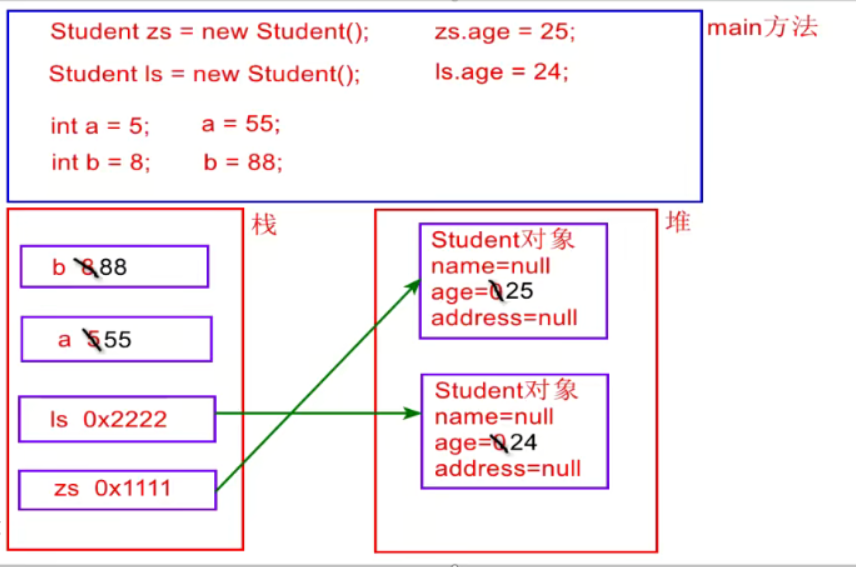 Student zs = new Student(); zs.age = 25; main方法
Student ls = new Student(); ls.age = 24;
int a = 5; a = 55;
int b = 8; b = 88;
栈
b 8 88
a 5 55
ls 0x2222
zs 0x1111
堆
Student对象
name=null
age=0 25
address=null
Student对象
name=null
age=0 24
address=null